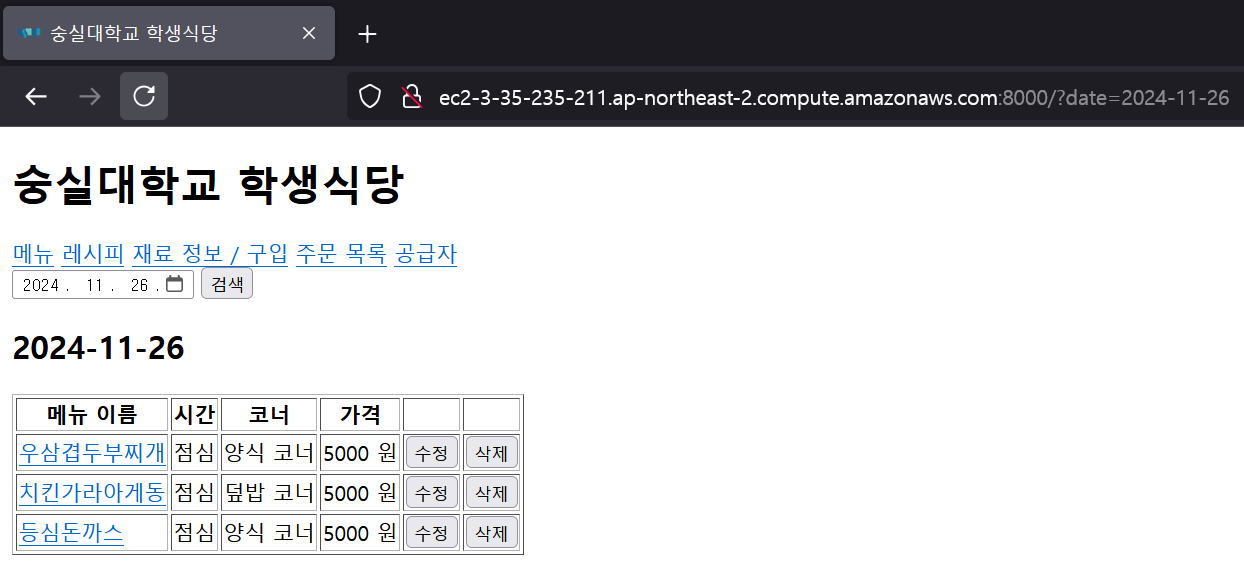 숭실대학교 학생식당
ec2-3-35-235-211.ap-northeast-2.compute.amazonaws.com:8000/?date=2024-11-26
숭실대학교 학생식당
메뉴 레시피 재료 정보 / 구입 주문 목록 공급자
2024. 11. 26. 검색
2024-11-26
메뉴 이름 시간 코너 가격
우삼겹두부찌개 점심 양식 코너 5000 원 수정 삭제
치킨가라아게동 점심 덮밥 코너 5000 원 수정 삭제
등심돈까스 점심 양식 코너 5000 원 수정 삭제